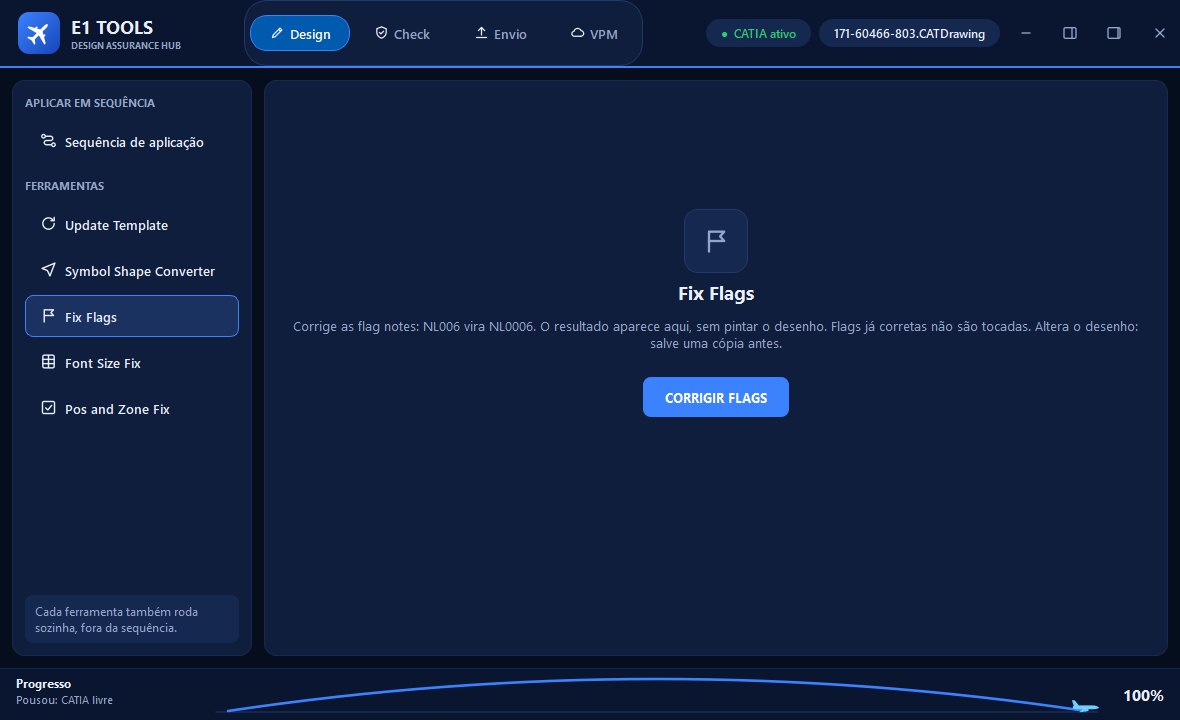 E1 TOOLS
DESIGN ASSURANCE HUB
Design
Check
Envio
VPM
CATIA ativo
171-60466-803.CATDrawing
APLICAR EM SEQUÊNCIA
Sequência de aplicação
FERRAMENTAS
Update Template
Symbol Shape Converter
Fix Flags
Font Size Fix
Pos and Zone Fix
Cada ferramenta também roda
sozinha, fora da sequência.
Fix Flags
Corrige as flag notes: NL006 vira NL0006. O resultado aparece aqui, sem pintar o desenho. Flags já corretas não são tocadas. Altera o desenho:
salve uma cópia antes.
CORRIGIR FLAGS
Progresso
Pousou: CATIA livre
100%